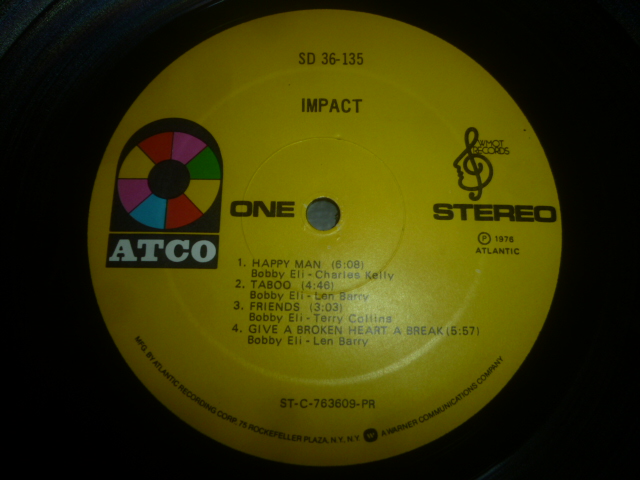 SD 36-135
IMPACT
WMOT
RECORDS
ONE
STEREO
ATCO
℗ 1976
ATLANTIC
1. HAPPY MAN (6:08)
Bobby Eli - Charles Kelly
2. TABOO (4:46)
Bobby Eli - Len Barry
3. FRIENDS (3:03)
Bobby Eli - Terry Collins
4. GIVE A BROKEN HEART A BREAK (5:57)
Bobby Eli - Len Barry
ST-C-763609-PR
MFG. BY ATLANTIC RECORDING CORP., 75 ROCKEFELLER PLAZA, N.Y., N.Y. A WARNER COMMUNICATIONS COMPANY